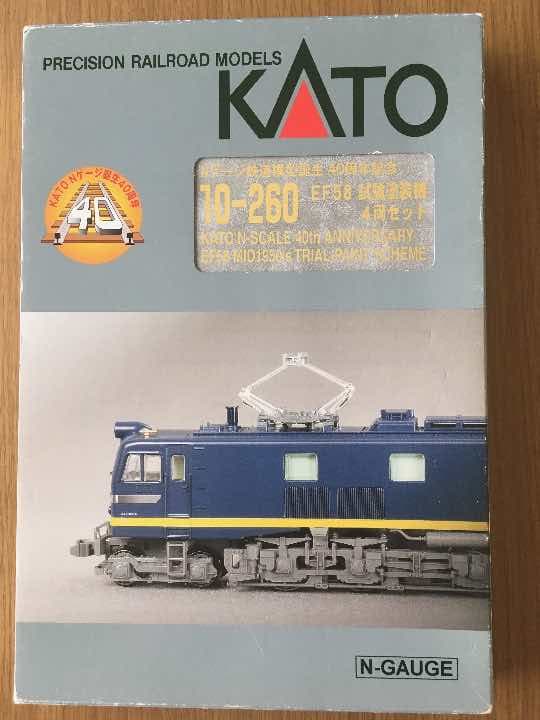 PRECISION RAILROAD MODELS
KATO
KATO Nゲージ誕生40周年
40
Nゲージ鉄道模型誕生 40周年記念
10-260 EF58 試験塗装機
4両セット
KATO N-SCALE 40th ANNIVERSARY
EF58 MID1950's TRIAL PAINT SCHEME
N-GAUGE